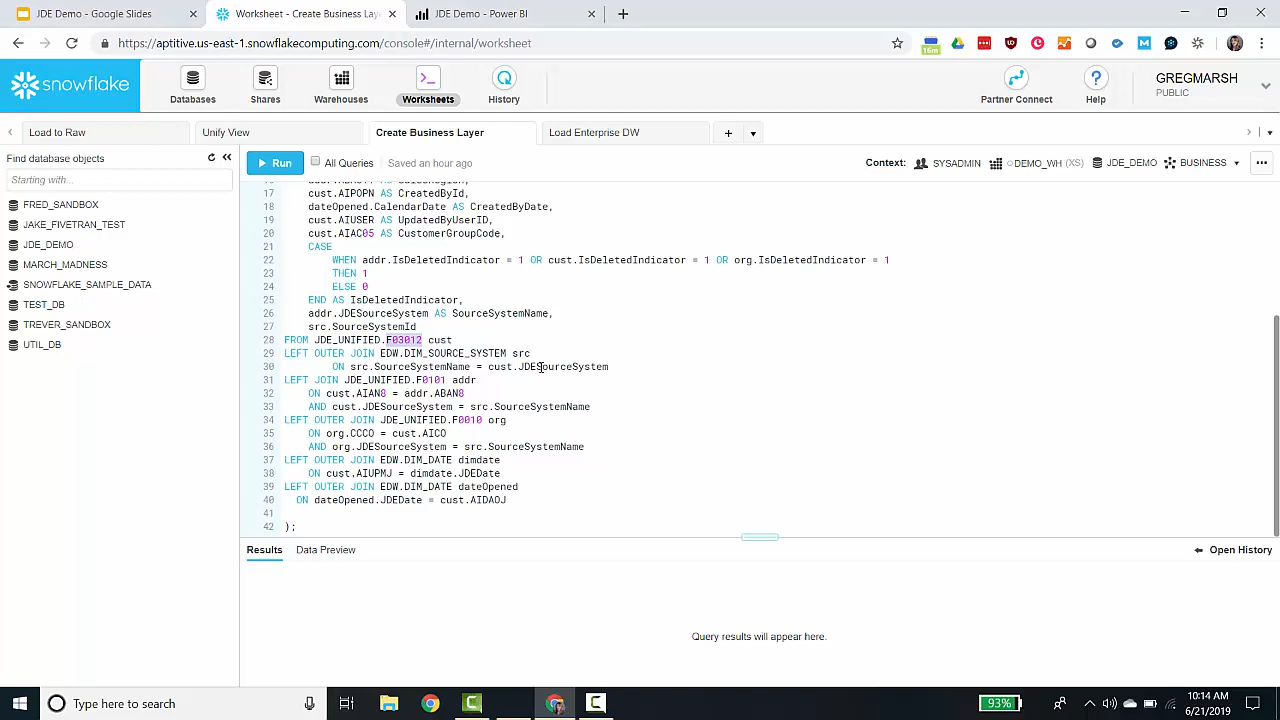 JDE Demo - Google Slides
Worksheet - Create Business Laye
JDE Demo - Power BI
https://aptitive.us-east-1.snowflakecomputing.com/console#/internal/worksheet
16m
snowflake
Databases
Shares
Warehouses
Worksheets
History
Partner Connect
Help
GREGMARSH
PUBLIC
Load to Raw
Unify View
Create Business Layer
Load Enterprise DW
Find database objects
Starting with...
Run
All Queries
Saved an hour ago
Context:
SYSADMIN
DEMO_WH (XS)
JDE_DEMO
BUSINESS
FRED_SANDBOX
JAKE_FIVETRAN_TEST
JDE_DEMO
MARCH_MADNESS
SNOWFLAKE_SAMPLE_DATA
TEST_DB
TREVER_SANDBOX
UTIL_DB
17 cust.AIPOPN AS CreatedById,
18 dateOpened.CalendarDate AS CreatedByDate,
19 cust.AIUSER AS UpdatedByUserID,
20 cust.AIAC05 AS CustomerGroupCode,
21 CASE
22 WHEN addr.IsDeletedIndicator = 1 OR cust.IsDeletedIndicator = 1 OR org.IsDeletedIndicator = 1
23 THEN 1
24 ELSE 0
25 END AS IsDeletedIndicator,
26 addr.JDESourceSystem AS SourceSystemName,
27 src.SourceSystemId
28 FROM JDE_UNIFIED.F03012 cust
29 LEFT OUTER JOIN EDW.DIM_SOURCE_SYSTEM src
30 ON src.SourceSystemName = cust.JDESourceSystem
31 LEFT JOIN JDE_UNIFIED.F0101 addr
32 ON cust.AIAN8 = addr.ABAN8
33 AND cust.JDESourceSystem = src.SourceSystemName
34 LEFT OUTER JOIN JDE_UNIFIED.F0010 org
35 ON org.CCCO = cust.AICO
36 AND org.JDESourceSystem = src.SourceSystemName
37 LEFT OUTER JOIN EDW.DIM_DATE dimdate
38 ON cust.AIUPMJ = dimdate.JDEDate
39 LEFT OUTER JOIN EDW.DIM_DATE dateOpened
40 ON dateOpened.JDEDate = cust.AIDAOJ
41
42 );
Results
Data Preview
Open History
Query results will appear here.
Type here to search
93%
10:14 AM
6/21/2019